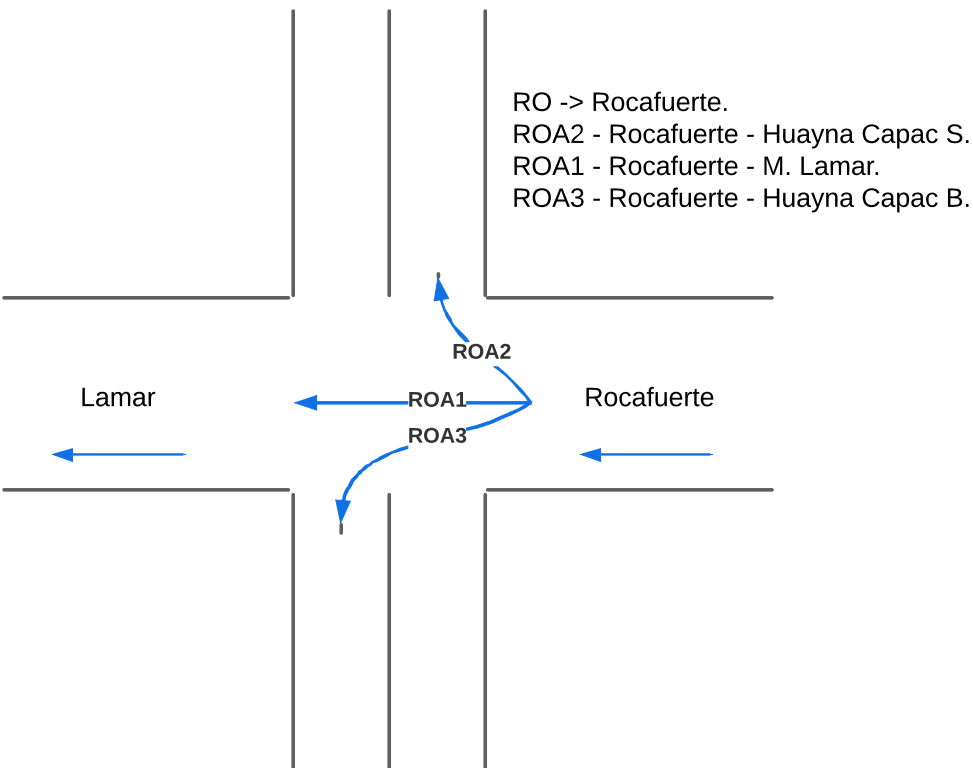 RO -> Rocafuerte.
ROA2 - Rocafuerte - Huayna Capac S.
ROA1 - Rocafuerte - M. Lamar.
ROA3 - Rocafuerte - Huayna Capac B.
ROA2
Lamar
ROA1
Rocafuerte
ROA3